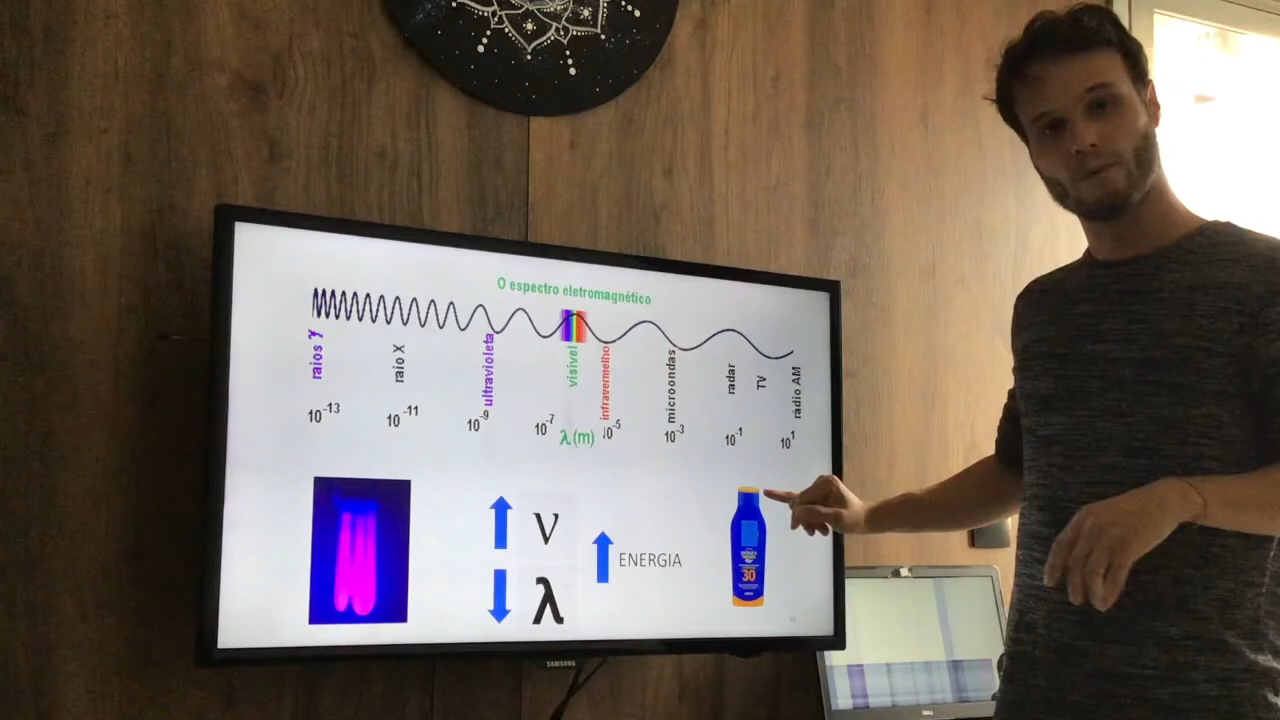 O espectro eletromagnético
raios γ
raio X
ultravioleta
visível
infravermelho
microondas
radar
TV
rádio AM
10⁻¹³
10⁻¹¹
10⁻⁹
10⁻⁷
10⁻⁵
10⁻³
10⁻¹
10¹
λ (m)
ν
λ
ENERGIA
30
SAMSUNG
DELL